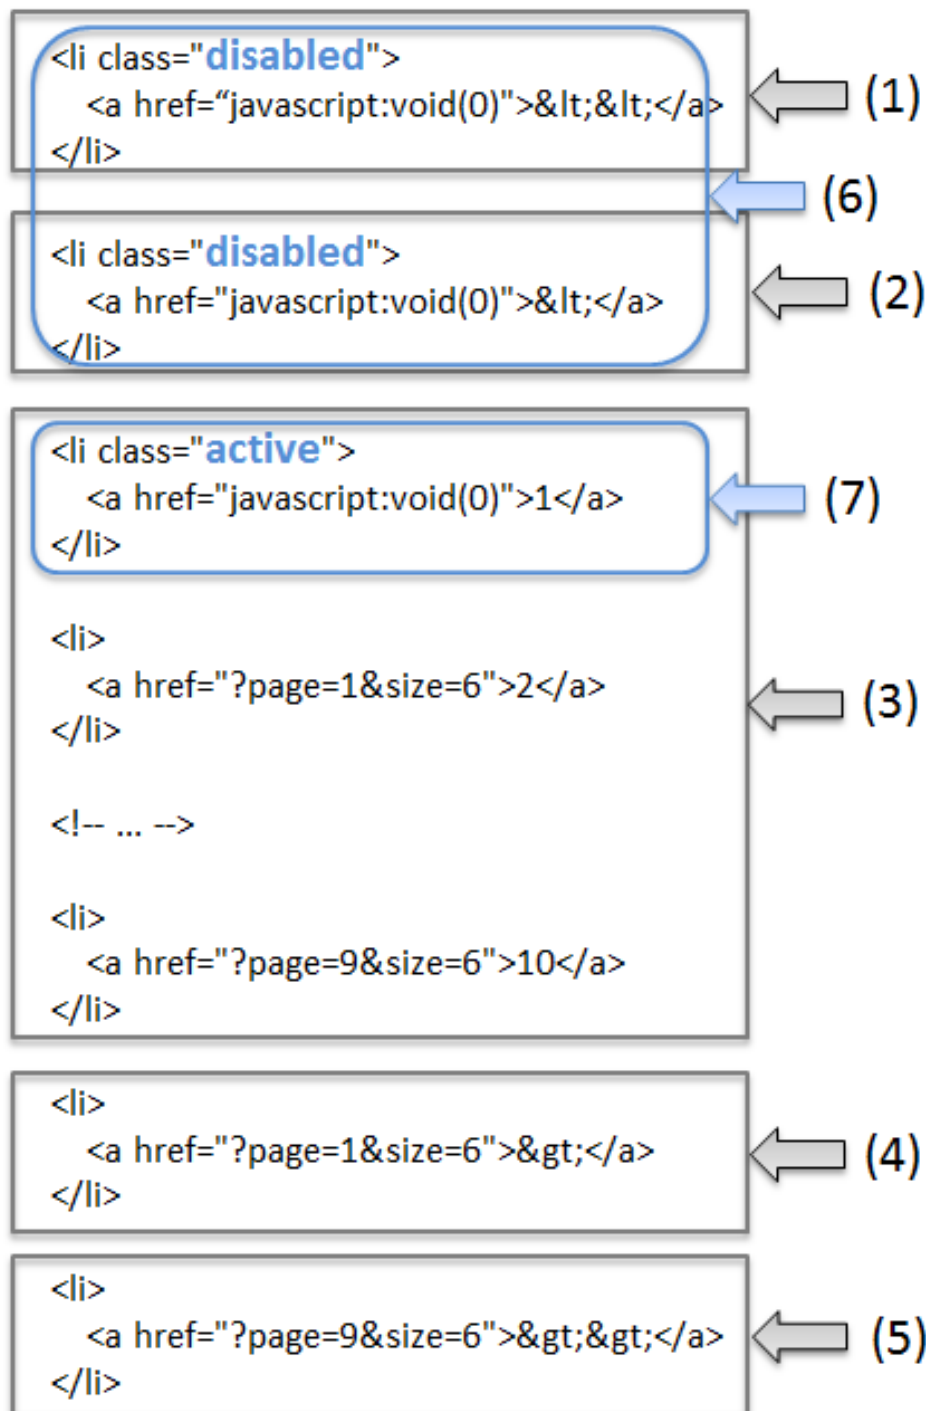 <li class="disabled">
<a href=“javascript:void(0)">&lt;&lt;</a>
(1)
</li>
(6)
<li class="disabled">
<a href="javascript:void(0)">&lt;</a>
(2)
</li>
<li class="active">
<a href="javascript:void(0)">1</a>
(7)
</li>
<li>
<a href="?page=1&size=6">2</a>
(3)
</li>
<!-- ... -->
<li>
<a href="?page=9&size=6">10</a>
</li>
<li>
<a href="?page=1&size=6">&gt;</a>
(4)
</li>
<li>
<a href="?page=9&size=6">&gt;&gt;</a>
(5)
</li>